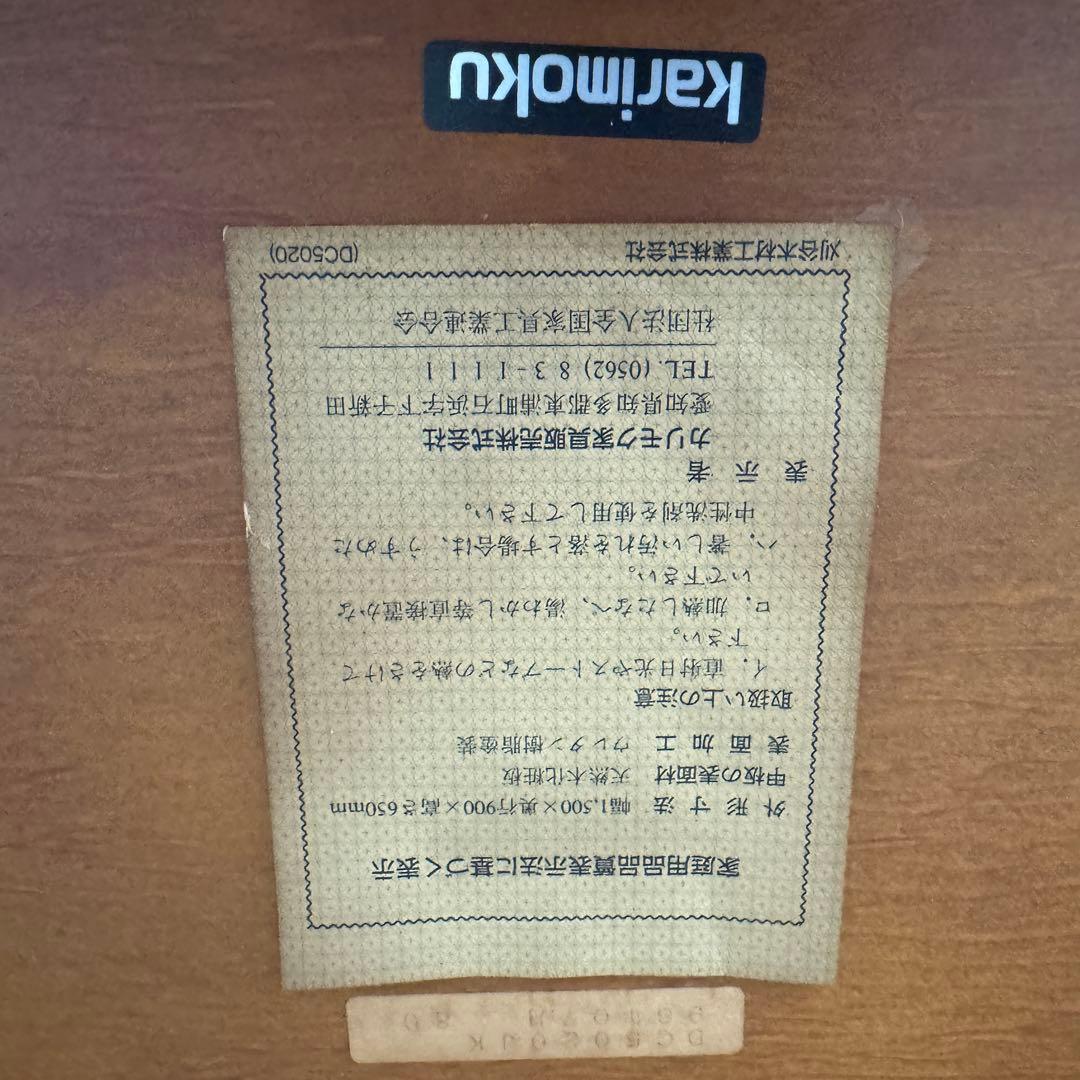 DC5020JK
家庭用品品質表示法に基づく表示
外形寸法 幅1,500×奥行900×高さ650mm
甲板の表面材 天然木化粧板
表面加工 ウレタン樹脂塗装
取扱い上の注意
イ．直射日光やストーブなどの熱をさけて
下さい。
ロ．加熱したなべ、湯わかし等直接置かな
いで下さい。
ハ．著しい汚れを落とす場合は、うすめた
中性洗剤を使用して下さい。
表示者
カリモク家具販売株式会社
愛知県知多郡東浦町石浜字下子新田
TEL. (0562) 83-1111
社団法人全国家具工業連合会
刈谷木材工業株式会社 (DC5020)
karimoku